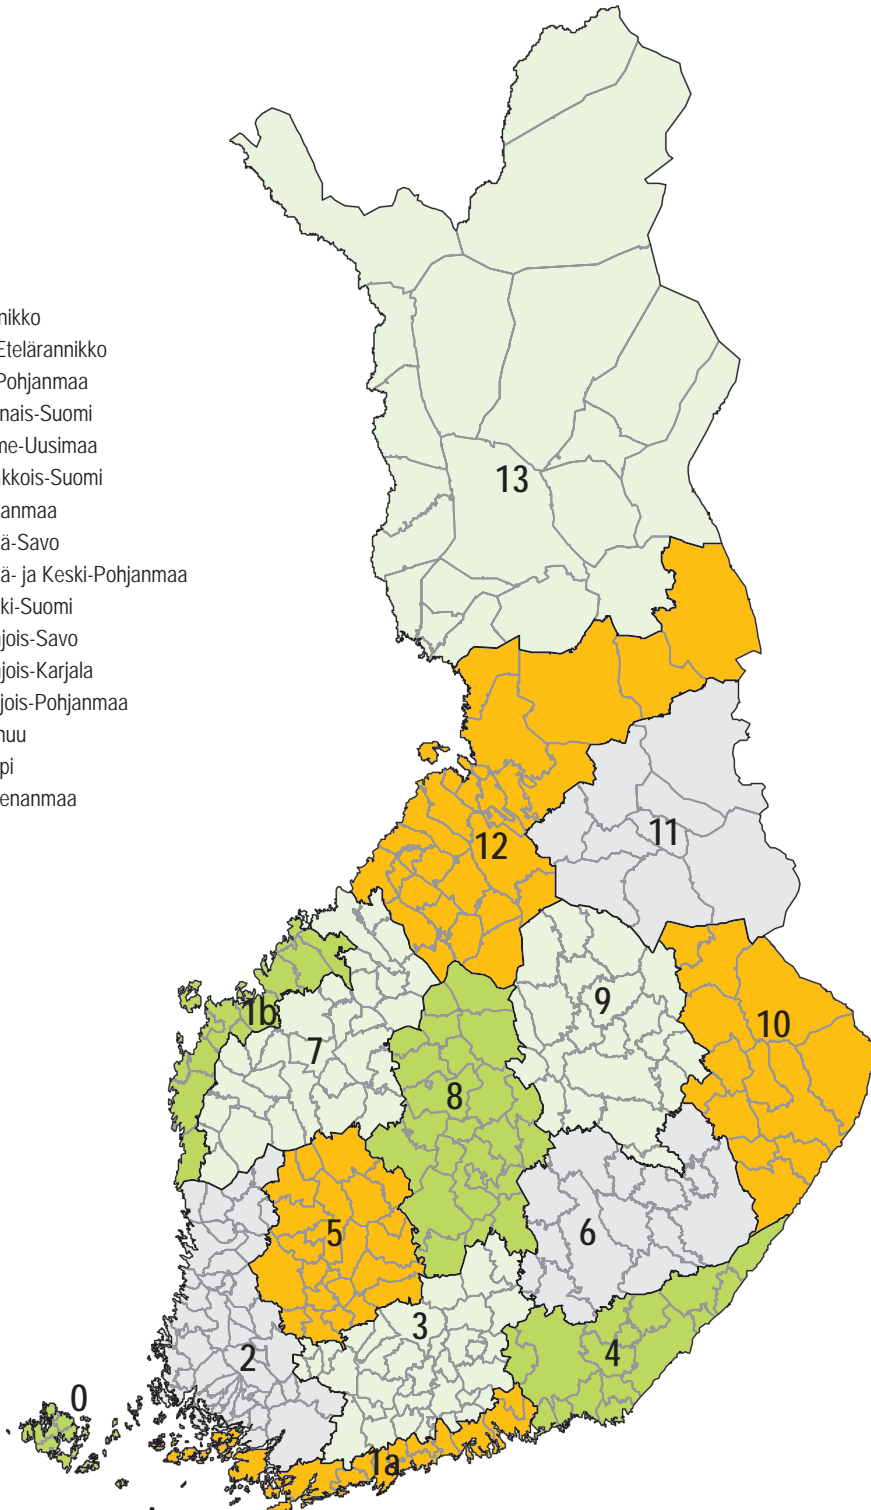 nikko
Etelärannikko
Pohjanmaa
nais-Suomi
me-Uusimaa
kkois-Suomi
anmaa
ä-Savo
ä- ja Keski-Pohjanmaa
ki-Suomi
jois-Savo
jois-Karjala
jois-Pohjanmaa
nuu
pi
enanmaa
13
12
11
1b
9
10
7
8
5
6
3
2
4
0
1a